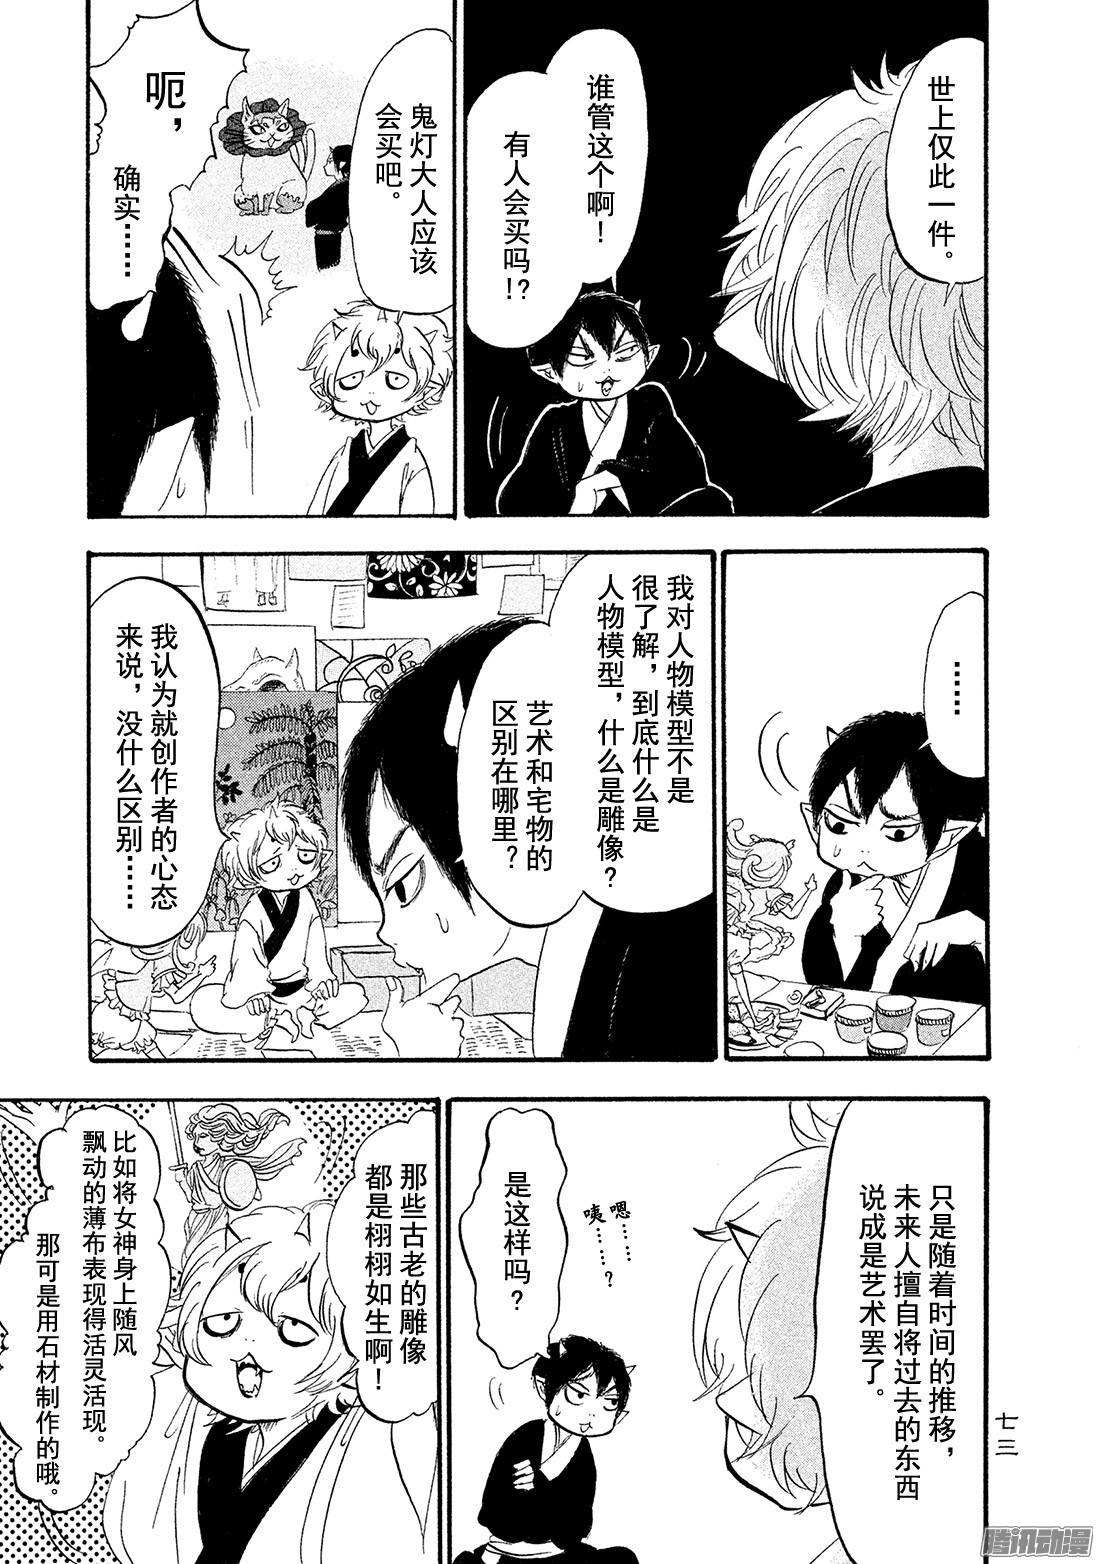 世上仅此一件。
谁管这个啊！
有人会买吗!?
鬼灯大人应该
会买吧。
呃，
确实……
……
我对人物模型不是
很了解，到底什么是
人物模型，什么是雕像？
艺术和宅物的
区别在哪里？
我认为就创作者的心态
来说，没什么区别……
只是随着时间的推移，
未来人擅自将过去的东西
说成是艺术罢了。
嗯……
咦……？
是这样吗？
那些古老的雕像
都是栩栩如生啊！
比如将女神身上随风
飘动的薄布表现得活灵活现。
那可是用石材制作的哦。
七三
腾讯动漫